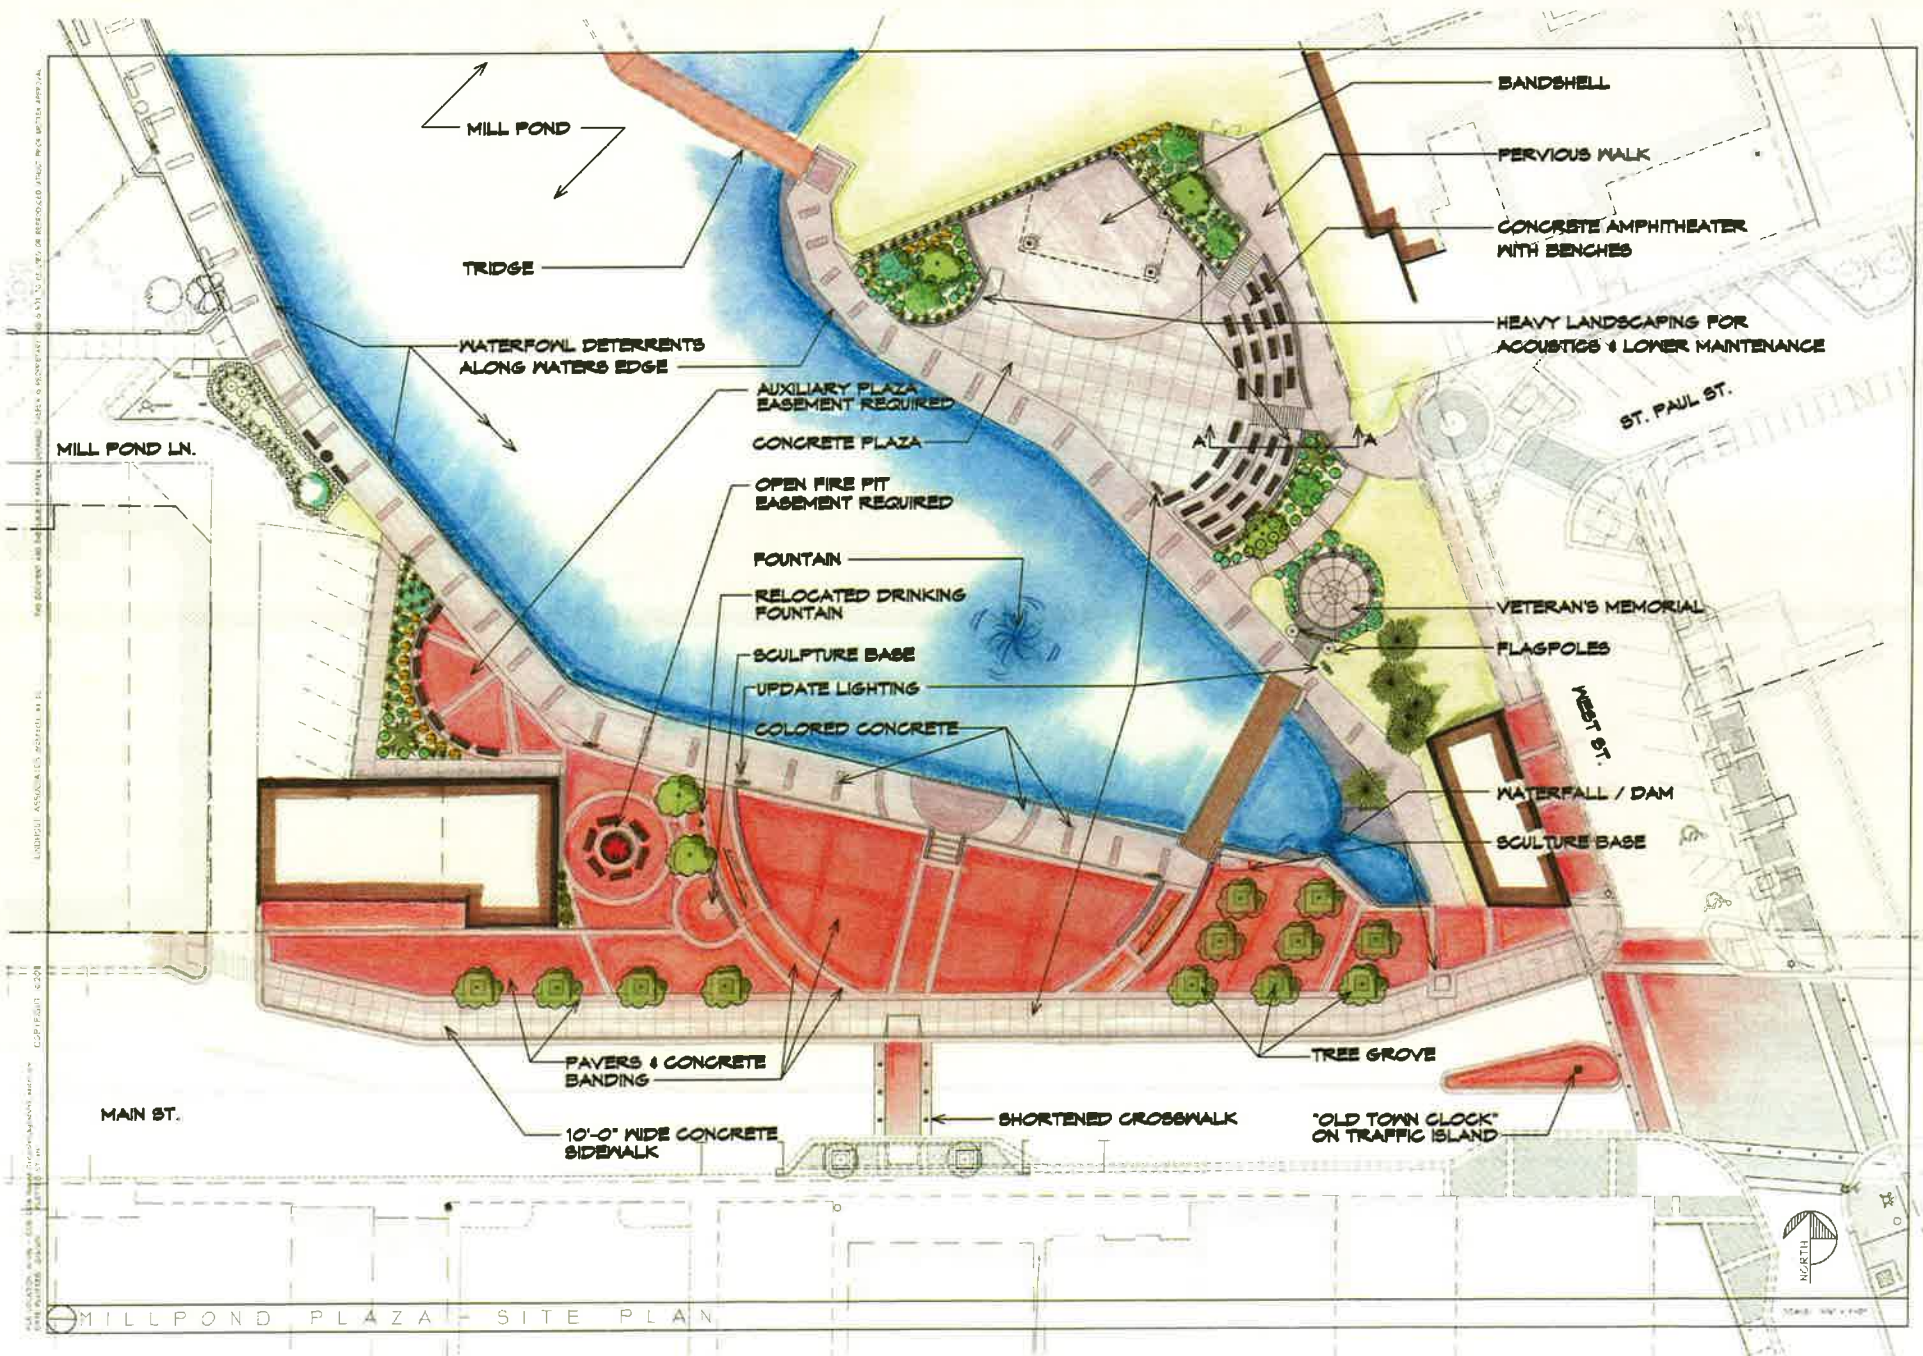 BANDSHELL
MILL POND
PERVIOUS WALK
CONCRETE AMPHITHEATER
WITH BENCHES
TRIDGE
HEAVY LANDSCAPING FOR
ACOUSTICS & LOWER MAINTENANCE
WATERFOWL DETERRENTS
ALONG WATERS EDGE
AUXILIARY PLAZA
EASEMENT REQUIRED
ST. PAUL ST.
CONCRETE PLAZA
A
A
MILL POND LN.
OPEN FIRE PIT
EASEMENT REQUIRED
FOUNTAIN
RELOCATED DRINKING
FOUNTAIN
VETERAN'S MEMORIAL
FLAGPOLES
SCULPTURE BASE
UPDATE LIGHTING
COLORED CONCRETE
WEST ST.
WATERFALL / DAM
SCULTURE BASE
PAVERS & CONCRETE
BANDING
TREE GROVE
MAIN ST.
10'-0" WIDE CONCRETE
SIDEWALK
SHORTENED CROSSWALK
"OLD TOWN CLOCK"
ON TRAFFIC ISLAND
NORTH
MILLPOND PLAZA - SITE PLAN